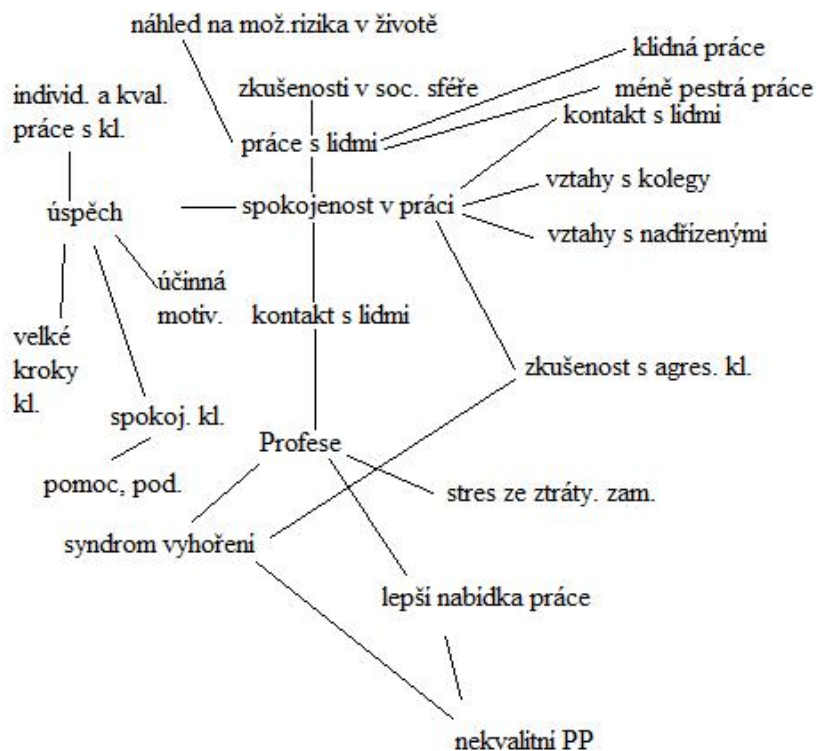 náhled na mož.rizika v životě
klidná práce
individ. a kval.
práce s kl.
zkušenosti v soc. sféře
méně pestrá práce
kontakt s lidmi
práce s lidmi
vztahy s kolegy
úspěch
spokojenost v práci
vztahy s nadřízenými
účinná
motiv.
kontakt s lidmi
velké
kroky
kl.
zkušenost s agres. kl.
spokoj. kl.
Profese
pomoc, pod.
stres ze ztráty. zam.
syndrom vyhoření
lepší nabídka práce
nekvalitní PP